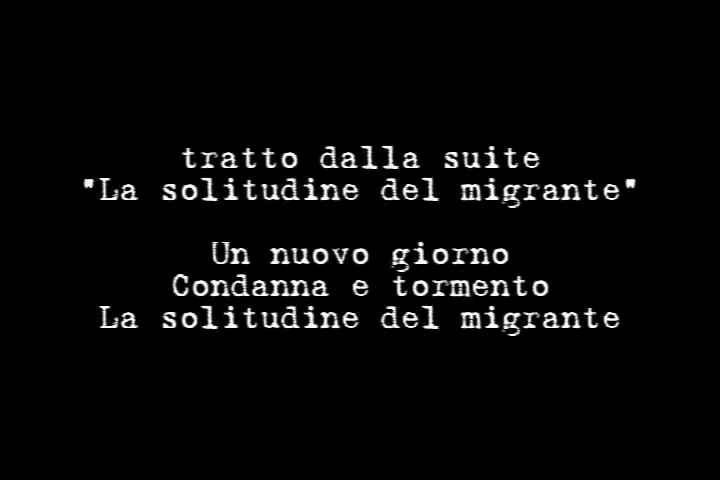 tratto dalla suite
"La solitudine del migrante"
Un nuovo giorno
Condanna e tormento
La solitudine del migrante